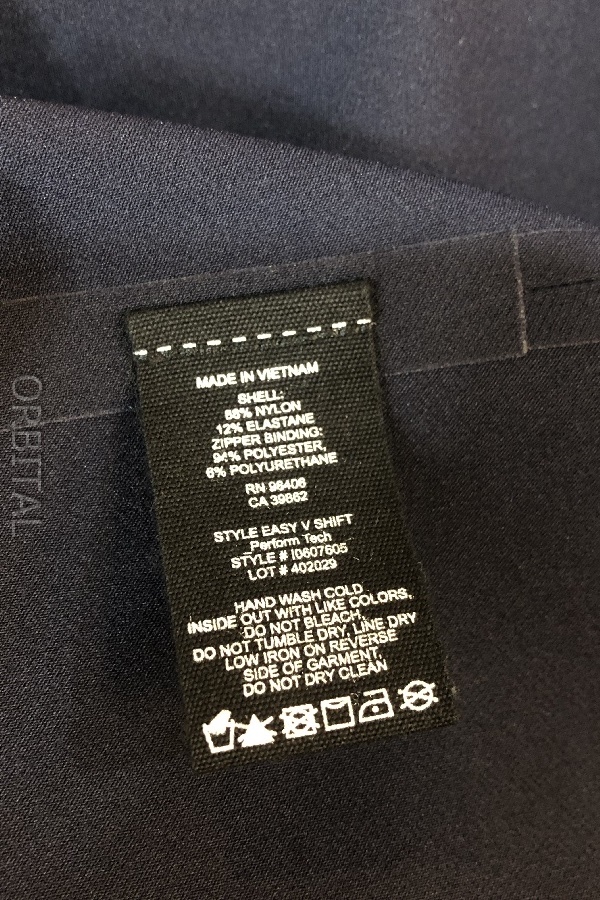 MADE IN VIETNAM
SHELL:
88% NYLON
12% ELASTANE
ZIPPER BINDING:
94% POLYESTER,
6% POLYURETHANE
RN 98406
CA 39862
STYLE EASY V SHIFT
_Perform Tech
STYLE # I0607605
LOT # 402029
HAND WASH COLD
INSIDE OUT WITH LIKE COLORS,
DO NOT BLEACH,
DO NOT TUMBLE DRY, LINE DRY
LOW IRON ON REVERSE
SIDE OF GARMENT,
DO NOT DRY CLEAN
ORBITAL